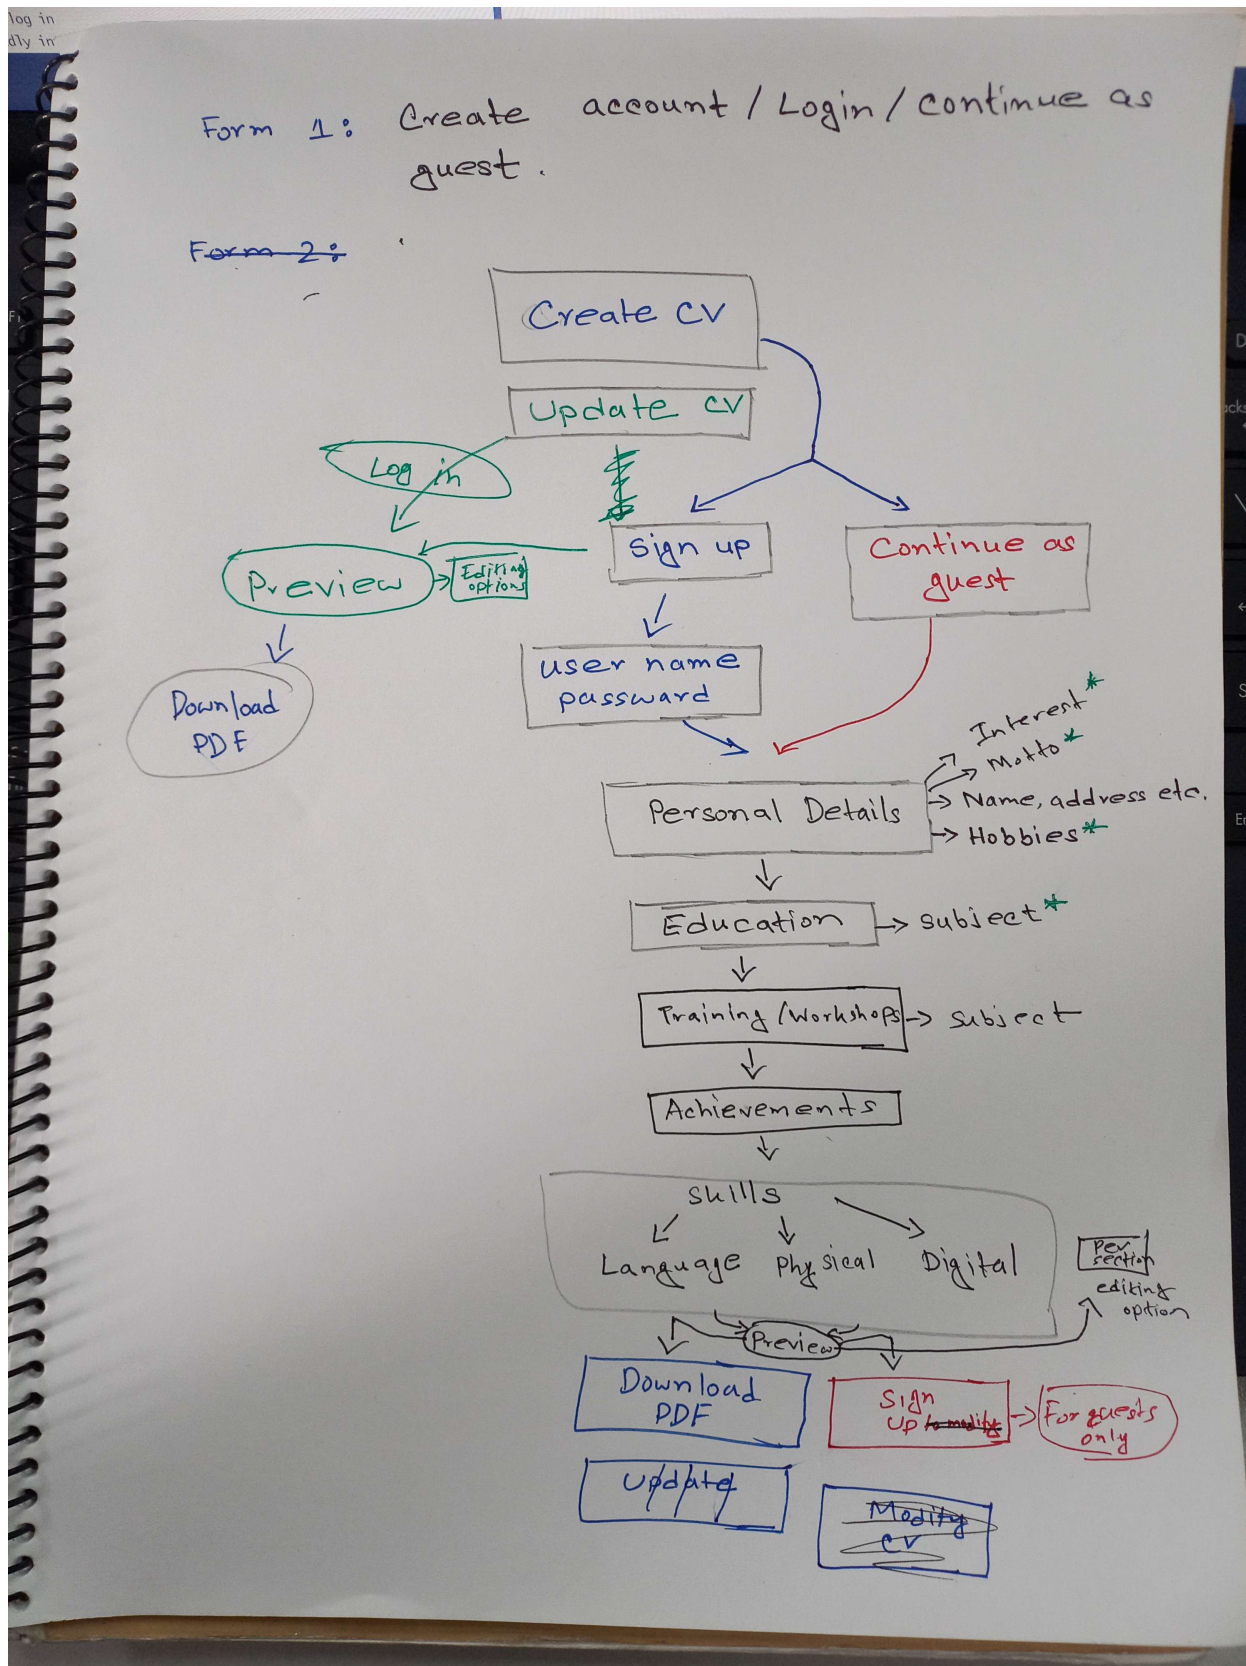 log in
dly in
Form 1: Create account / Login / continue as
guest.
Form 2:
Create CV
Update CV
Log in
Sign up
Continue as
guest
Preview
Editing
options
user name
passward
Download
PDF
Interest*
Motto*
Personal Details
Name, address etc.
Hobbies*
Education
subject*
Training/Workshops
subject
Achievements
Skills
Language Physical Digital
Per
section
editing
option
Preview
Download
PDF
Sign
up to modify
For guests
only
Update
Modify
CV